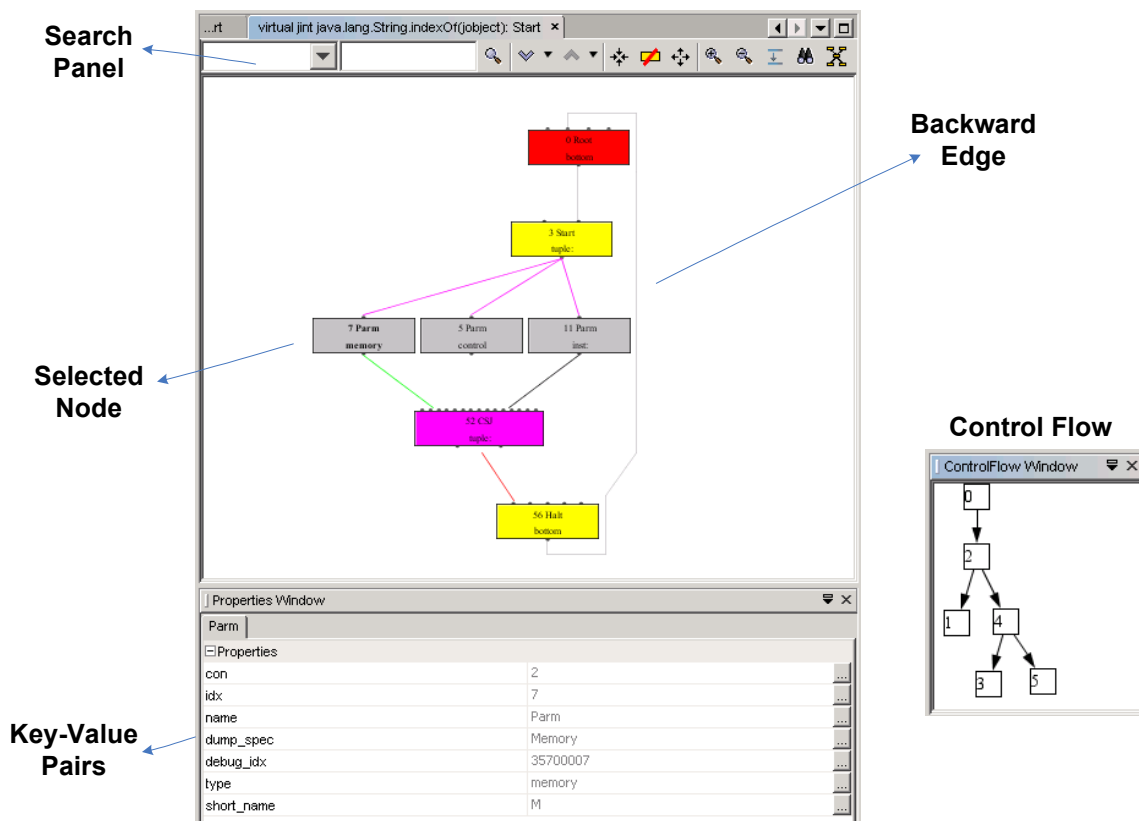 Search
Panel
...rt
virtual jint java.lang.String.indexOf(jobject): Start
0 Root
bottom
Backward
Edge
3 Start
tuple:
7 Parm
memory
5 Parm
control
11 Parm
inst:
Selected
Node
52 CSJ
tuple:
56 Halt
bottom
Control Flow
ControlFlow Window
0
2
1
4
3
5
Properties Window
Parm
Properties
con 2 ...
idx 7 ...
name Parm ...
dump_spec Memory ...
debug_idx 35700007 ...
type memory ...
short_name M ...
Key-Value
Pairs